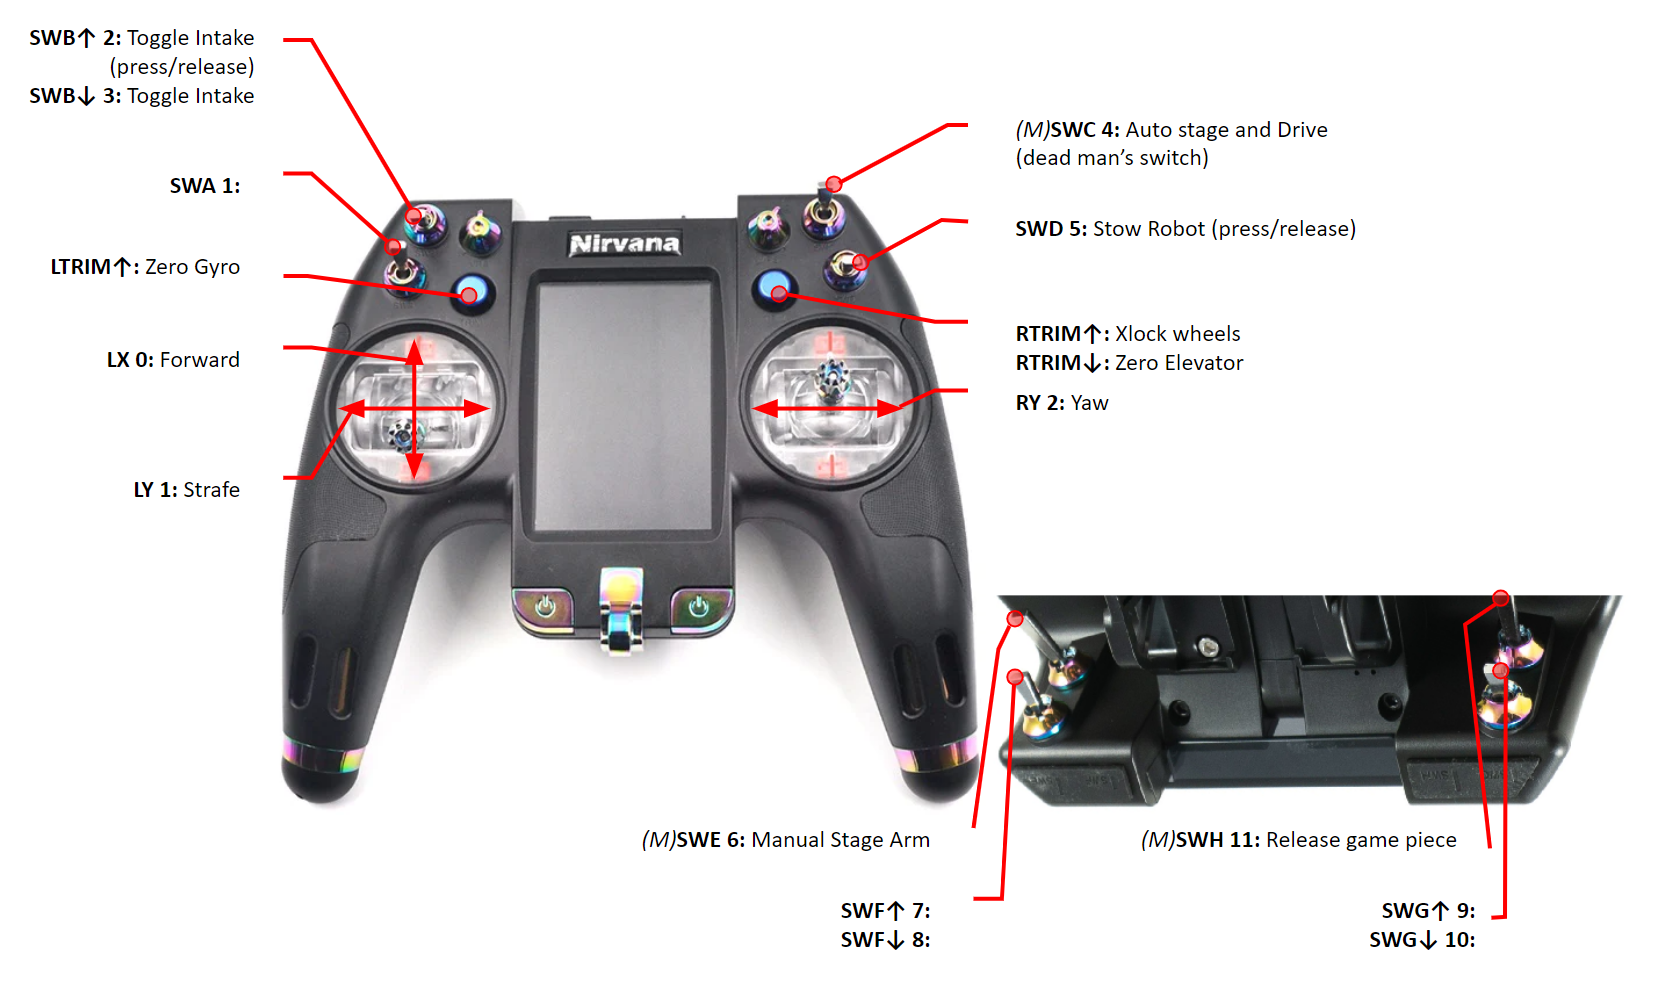 SWB↑ 2: Toggle Intake
(press/release)
SWB↓ 3: Toggle Intake
SWA 1:
LTRIM↑: Zero Gyro
LX 0: Forward
LY 1: Strafe
Nirvana
(M)SWC 4: Auto stage and Drive
(dead man's switch)
SWD 5: Stow Robot (press/release)
RTRIM↑: Xlock wheels
RTRIM↓: Zero Elevator
RY 2: Yaw
(M)SWE 6: Manual Stage Arm
SWF↑ 7:
SWF↓ 8:
(M)SWH 11: Release game piece
SWG↑ 9:
SWG↓ 10: